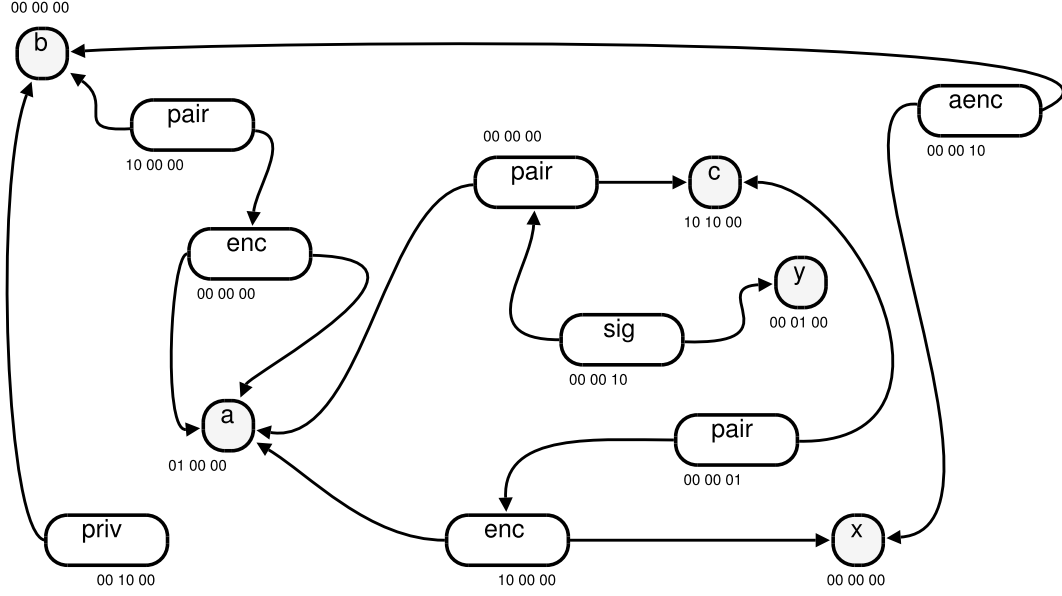 00 00 00
b
pair
10 00 00
aenc
00 00 10
00 00 00
pair
c
10 10 00
enc
00 00 00
y
00 01 00
sig
00 00 10
a
01 00 00
pair
00 00 01
priv
00 10 00
enc
10 00 00
x
00 00 00